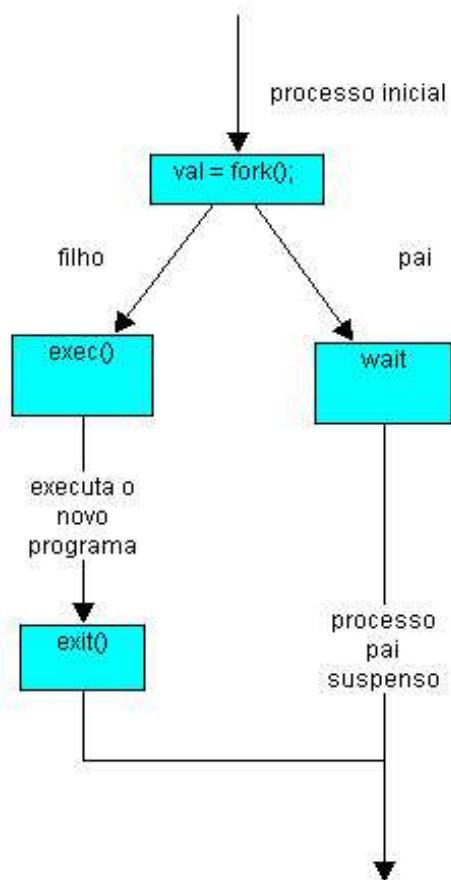 processo inicial
val = fork();
filho
pai
exec()
wait
executa o
novo
programa
exit()
processo
pai
suspenso